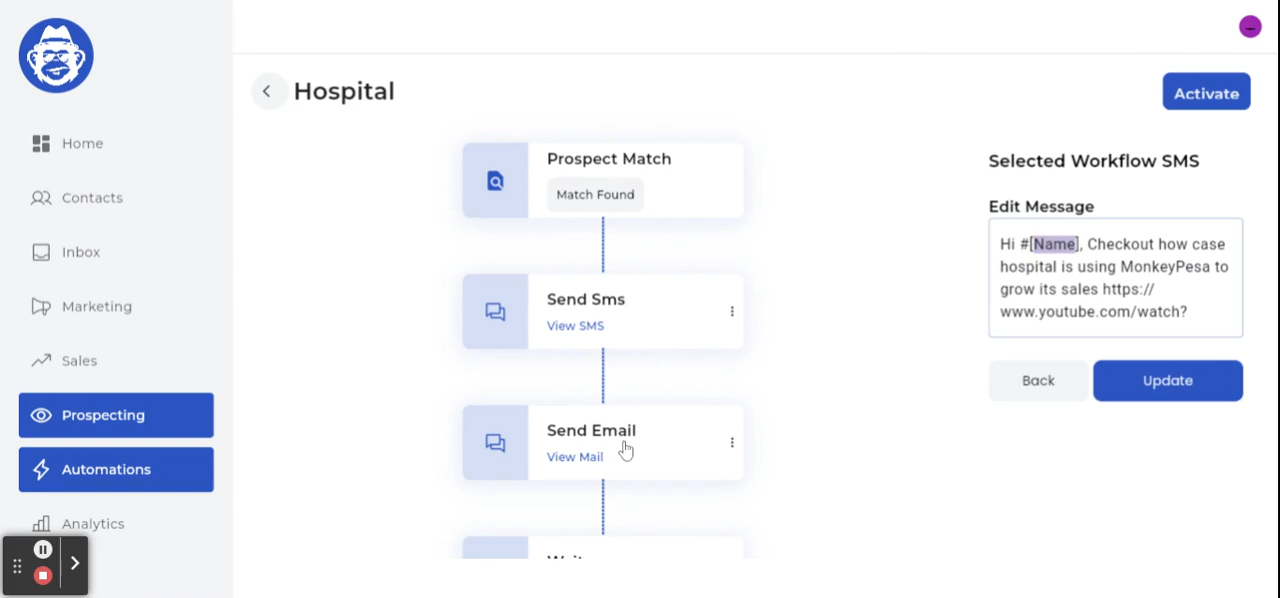 Hospital
Activate
Home
Contacts
Inbox
Marketing
Sales
Prospecting
Automations
Analytics
Prospect Match
Match Found
Send Sms
View SMS
Send Email
View Mail
Selected Workflow SMS
Edit Message
Hi #[Name], Checkout how case
hospital is using MonkeyPesa to
grow its sales https://
www.youtube.com/watch?
Back
Update